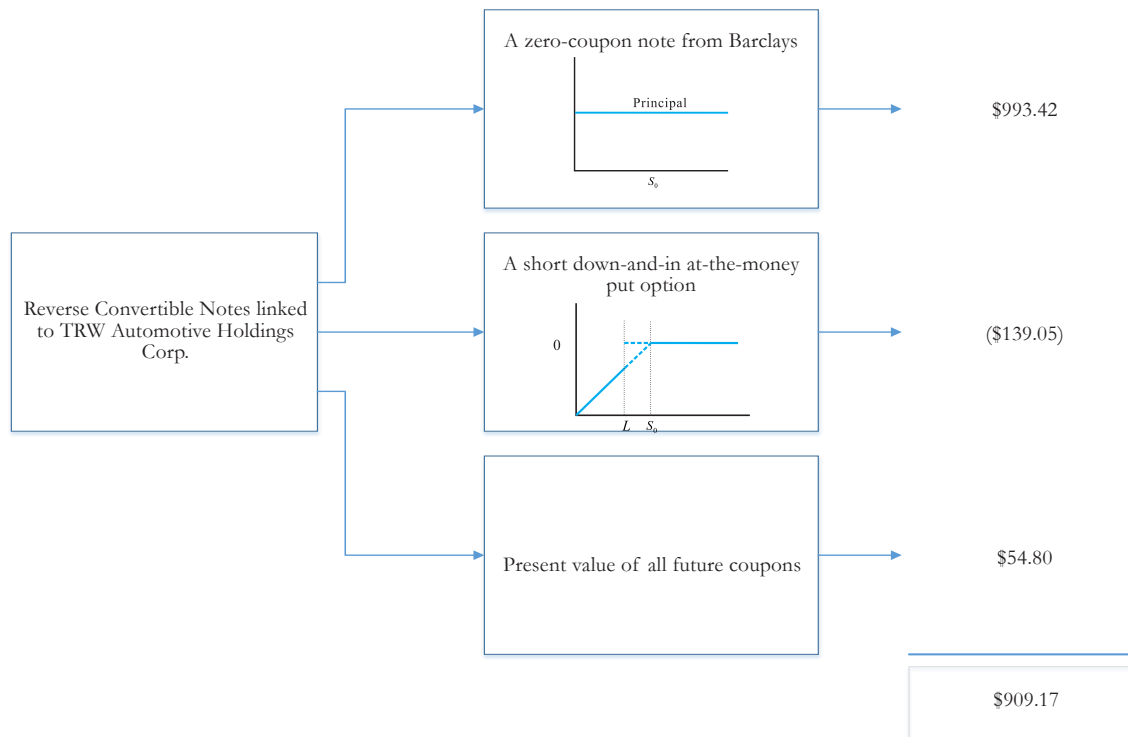 A zero-coupon note from Barclays
Principal
S₀
$993.42
Reverse Convertible Notes linked
to TRW Automotive Holdings
Corp.
A short down-and-in at-the-money
put option
0
L S₀
($139.05)
Present value of all future coupons
$54.80
$909.17